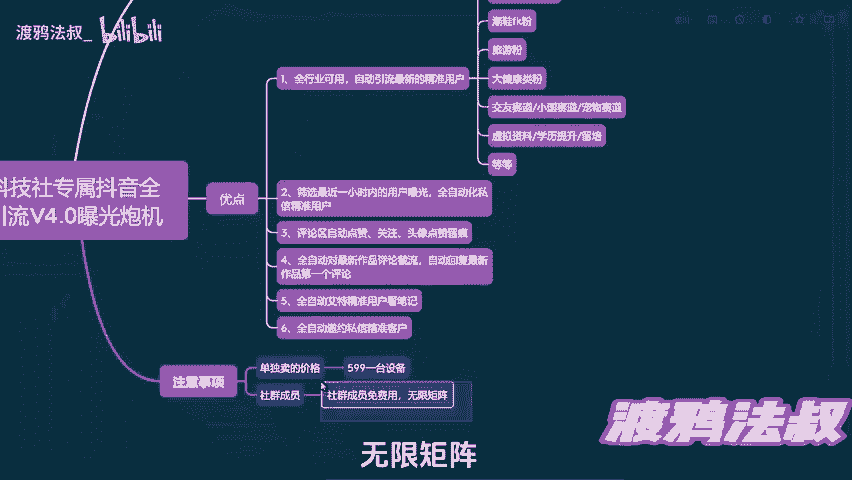 渡鸦法叔_ bilibili
潮鞋fk粉
旅游粉
1、全行业可用，自动引流最新的精准用户
大健康类粉
交友赛道/小圈赛道/宠物赛道
虚拟资料/学历提升/留培
等等
科技社专属抖音全
引流V4.0曝光炮机
优点
2、筛选最近一小时内的用户曝光，全自动化私
信精准用户
3、评论区自动点赞、关注、头像点赞留痕
4、全自动对最新作品评论截流，自动回复最新
作品第一个评论
5、全自动艾特精准用户看笔记
6、全自动邀约私信精准客户
注意事项
单独卖的价格
599一台设备
社群成员
社群成员免费用，无限矩阵
渡鸦法叔
无限矩阵